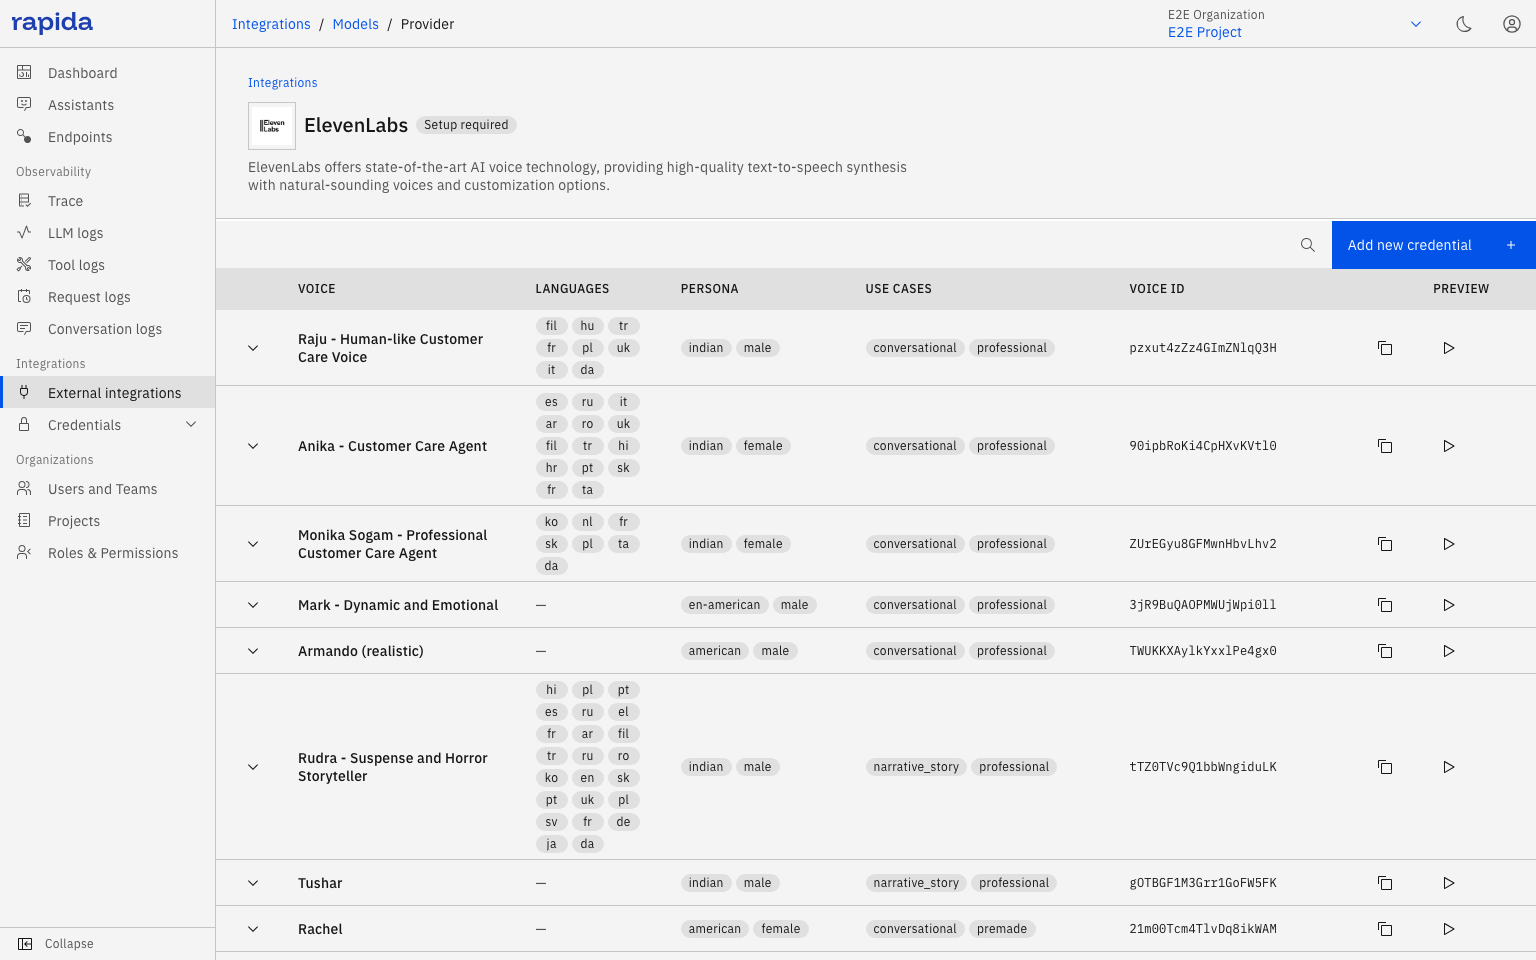 rapida
Integrations / Models / Provider
E2E Organization
E2E Project
Dashboard
Assistants
Endpoints
Observability
Trace
LLM logs
Tool logs
Request logs
Conversation logs
Integrations
External integrations
Credentials
Organizations
Users and Teams
Projects
Roles & Permissions
Collapse
Integrations
ElevenLabs
ElevenLabs Setup required
ElevenLabs offers state-of-the-art AI voice technology, providing high-quality text-to-speech synthesis
with natural-sounding voices and customization options.
Add new credential +
VOICE LANGUAGES PERSONA USE CASES VOICE ID PREVIEW
Raju - Human-like Customer
Care Voice
fil hu tr
fr pl uk
it da
indian male
conversational professional
pzxut4zZz4GImZNlqQ3H
Anika - Customer Care Agent
es ru it
ar ro uk
fil tr hi
hr pt sk
fr ta
indian female
conversational professional
90ipbRoKi4CpHXvKVtl0
Monika Sogam - Professional
Customer Care Agent
ko nl fr
sk pl ta
da
indian female
conversational professional
ZUrEGyu8GFMwnHbvLhv2
Mark - Dynamic and Emotional — en-american male conversational professional 3jR9BuQAOPMWUjWpi0ll
Armando (realistic) — american male conversational professional TWUKKXAylkYxxlPe4gx0
Rudra - Suspense and Horror
Storyteller
hi pl pt
es ru el
fr ar fil
tr ru ro
ko en sk
pt uk pl
sv fr de
ja da
indian male
narrative_story professional
tTZ0TVc9Q1bbWngiduLK
Tushar — indian male narrative_story professional gOTBGF1M3Grr1GoFW5FK
Rachel — american female conversational premade 21m00Tcm4TlvDq8ikWAM